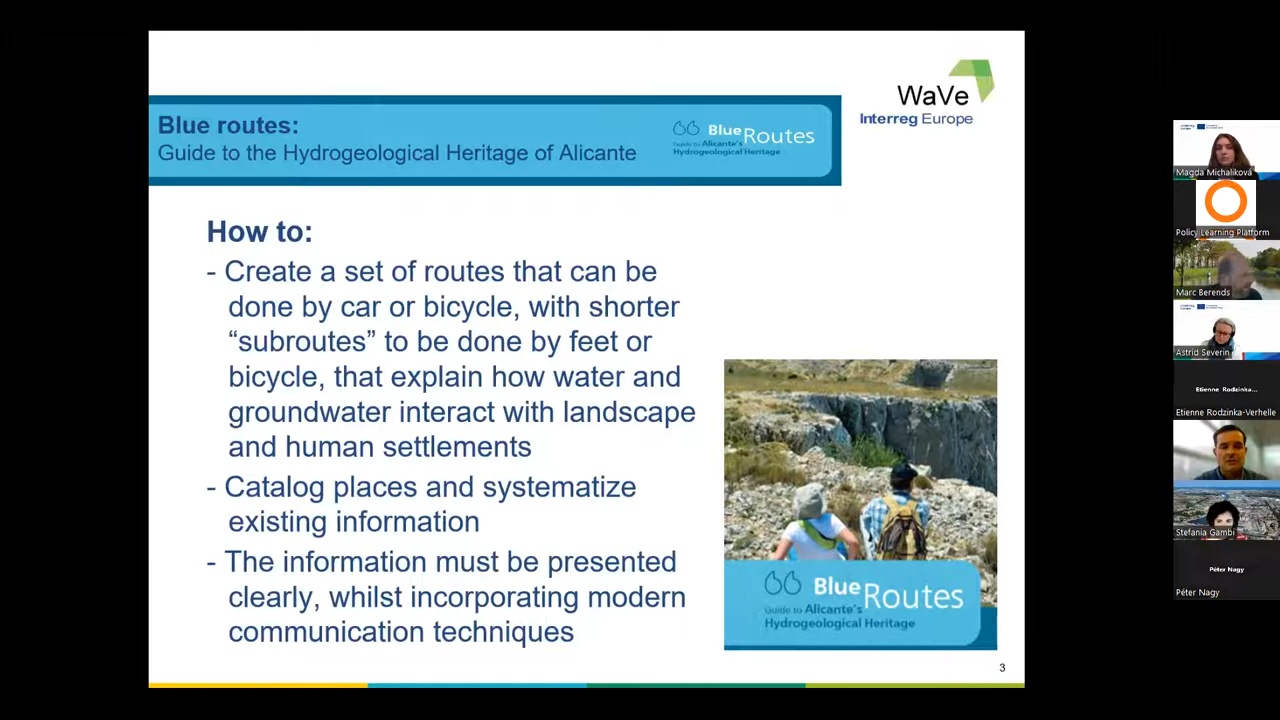 WaVe
Interreg Europe
Blue routes:
Guide to the Hydrogeological Heritage of Alicante
Blue Routes
Guide to Alicante's
Hydrogeological Heritage
How to:
- Create a set of routes that can be
done by car or bicycle, with shorter
“subroutes” to be done by feet or
bicycle, that explain how water and
groundwater interact with landscape
and human settlements
- Catalog places and systematize
existing information
- The information must be presented
clearly, whilst incorporating modern
communication techniques
Blue Routes
Guide to Alicante's
Hydrogeological Heritage
3
Magda Michaliková
Policy Learning Platform
Marc Berends
Astrid Severin
Etienne Rodzinka...
Etienne Rodzinka-Verhelle
Stefania Gambi
Péter Nagy
Péter Nagy